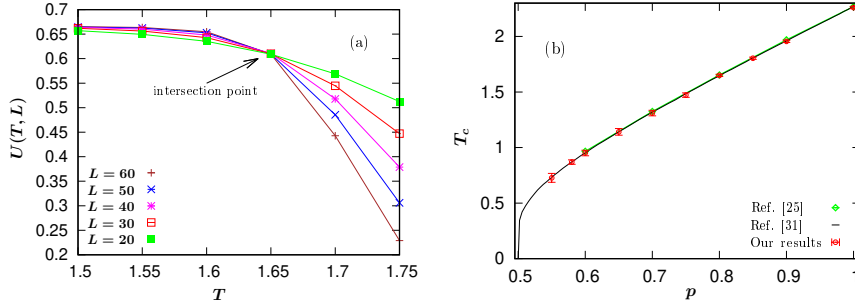 (a)
U(T, L)
0.7
0.65
0.6
0.55
0.5
0.45
0.4
0.35
0.3
0.25
0.2
intersection point
L = 60
L = 50
L = 40
L = 30
L = 20
1.5 1.55 1.6 1.65 1.7 1.75
T
(b)
T_c
2
1.5
1
0.5
0
Ref. [25]
Ref. [31]
Our results
0.5 0.6 0.7 0.8 0.9 1
p